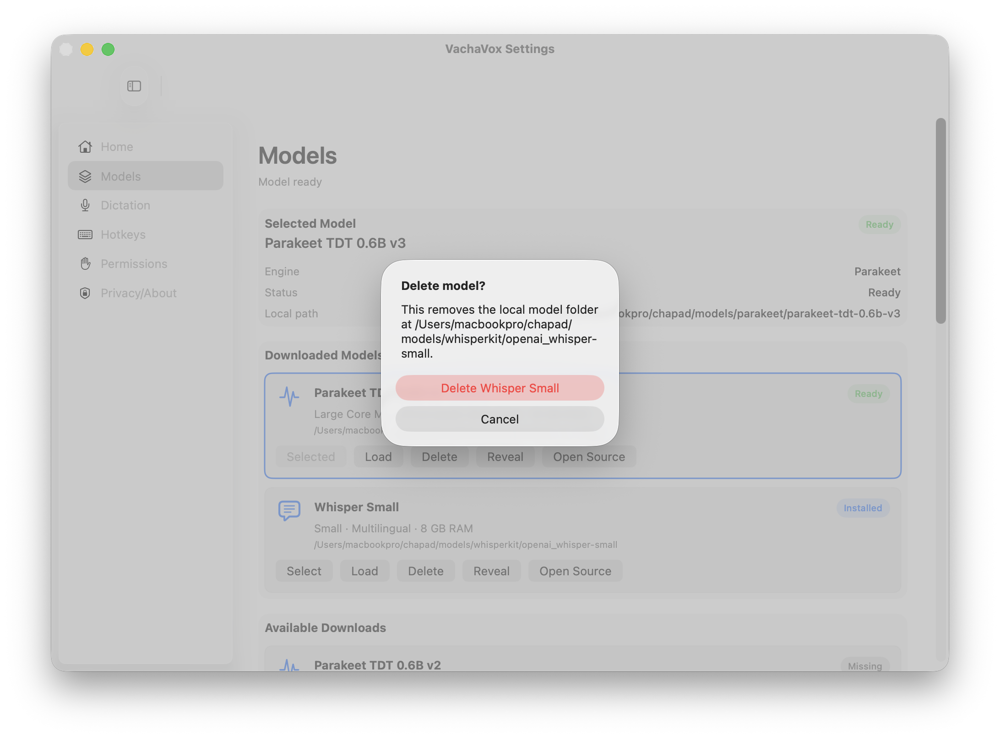 VachaVox Settings
Home
Models
Dictation
Hotkeys
Permissions
Privacy/About
Models
Model ready
Selected Model
Ready
Parakeet TDT 0.6B v3
Engine
Parakeet
Status
Ready
Local path
okpro/chapad/models/parakeet/parakeet-tdt-0.6b-v3
Delete model?
This removes the local model folder
at /Users/macbookpro/chapad/
models/whisperkit/openai_whisper-
small.
Delete Whisper Small
Cancel
Downloaded Models
Parakeet TD
Ready
Large Core M
/Users/macbook
Selected
Load
Delete
Reveal
Open Source
Whisper Small
Installed
Small · Multilingual · 8 GB RAM
/Users/macbookpro/chapad/models/whisperkit/openai_whisper-small
Select
Load
Delete
Reveal
Open Source
Available Downloads
Parakeet TDT 0.6B v2
Missing